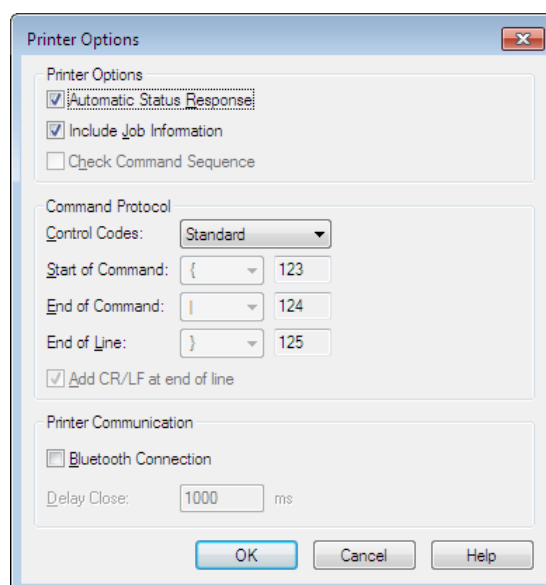 Printer Options
Printer Options
Automatic Status Response
Include Job Information
Check Command Sequence
Command Protocol
Control Codes: Standard
Start of Command: { 123
End of Command: | 124
End of Line: } 125
Add CR/LF at end of line
Printer Communication
Bluetooth Connection
Delay Close: 1000 ms
OK Cancel Help